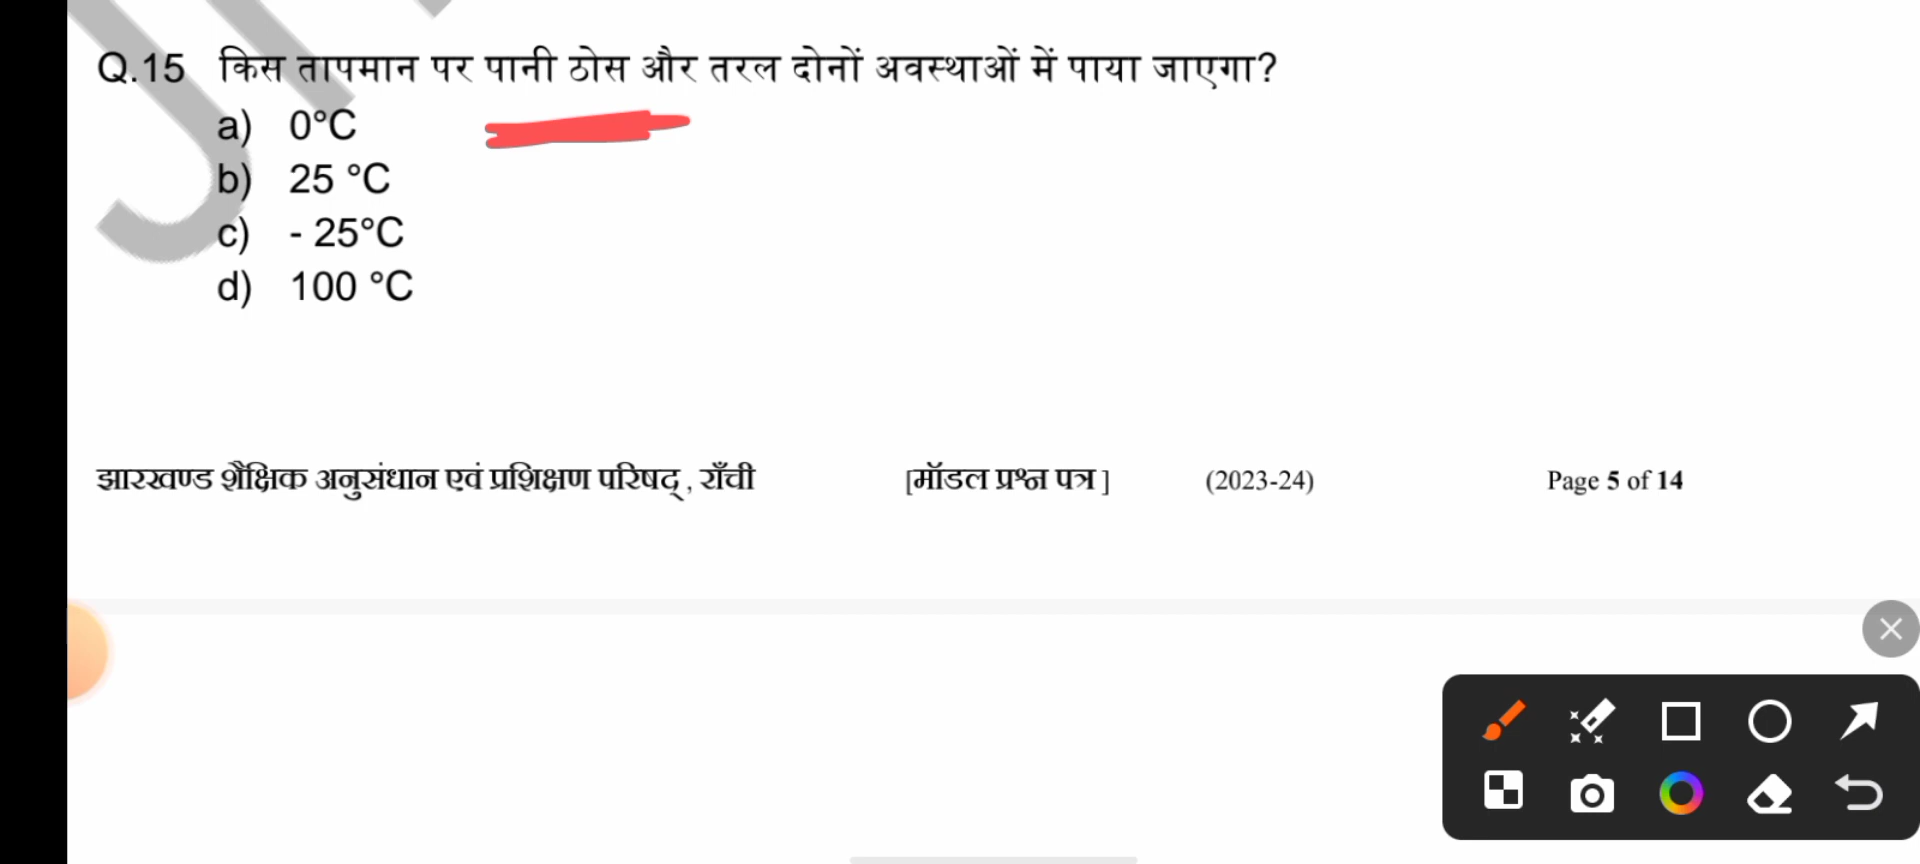 Q.15 किस तापमान पर पानी ठोस और तरल दोनों अवस्थाओं में पाया जाएगा?
a) 0°C
b) 25 °C
c) - 25°C
d) 100 °C
झारखण्ड शैक्षिक अनुसंधान एवं प्रशिक्षण परिषद्, राँची [मॉडल प्रश्न पत्र] (2023-24) Page 5 of 14